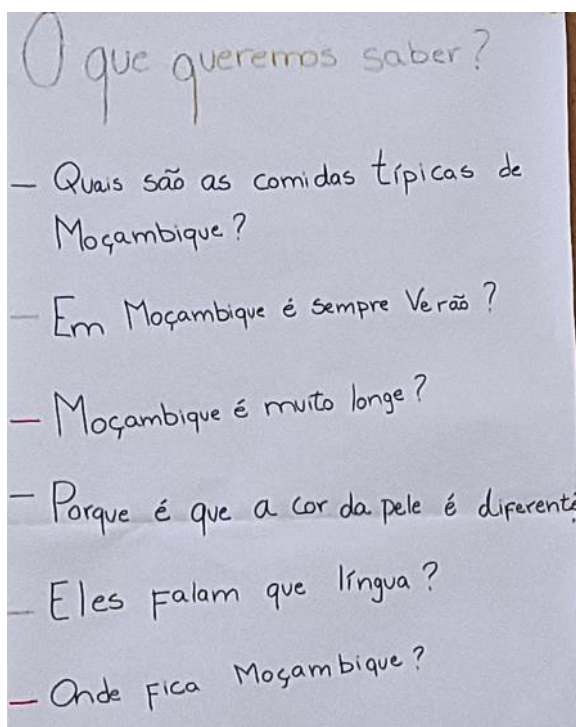 O que queremos saber?
— Quais são as comidas típicas de
Moçambique?
— Em Moçambique é sempre Verão?
— Moçambique é muito longe?
— Porque é que a cor da pele é diferente?
— Eles falam que língua?
— Onde fica Moçambique?